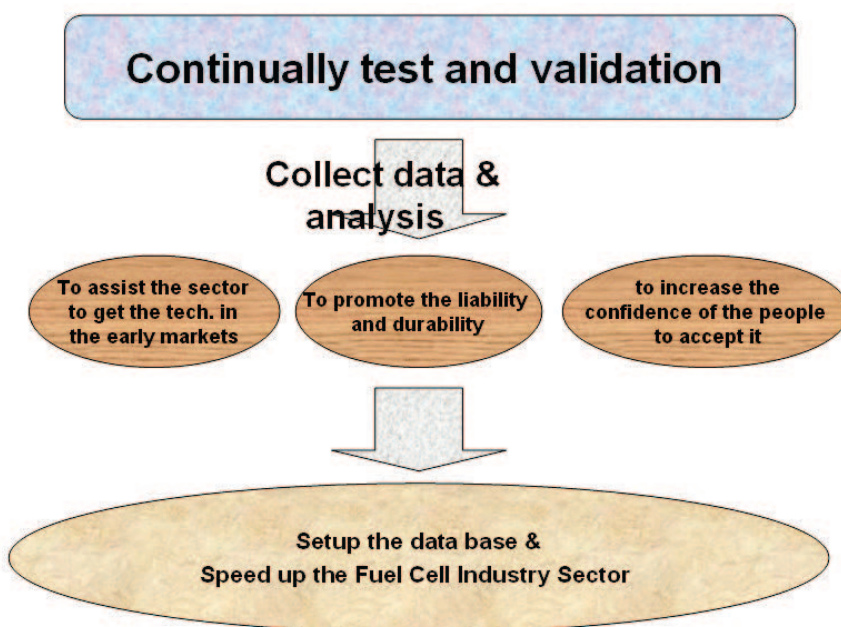 Continually test and validation
Collect data &
analysis
To assist the sector
to get the tech. in
the early markets
To promote the liability
and durability
to increase the
confidence of the people
to accept it
Setup the data base &
Speed up the Fuel Cell Industry Sector